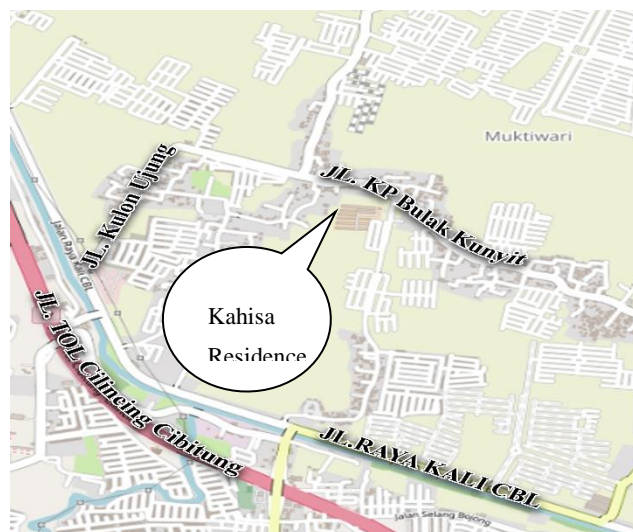 Muktiwari
JL. KP Bulak Kunyit
JL. Kulon Ujung
Jalan Raya Kali CBL
Kahisa
Residence
JL. TOL Cilincing Cibitung
JL.RAYA KALI CBL
Jalan Selang Bojong